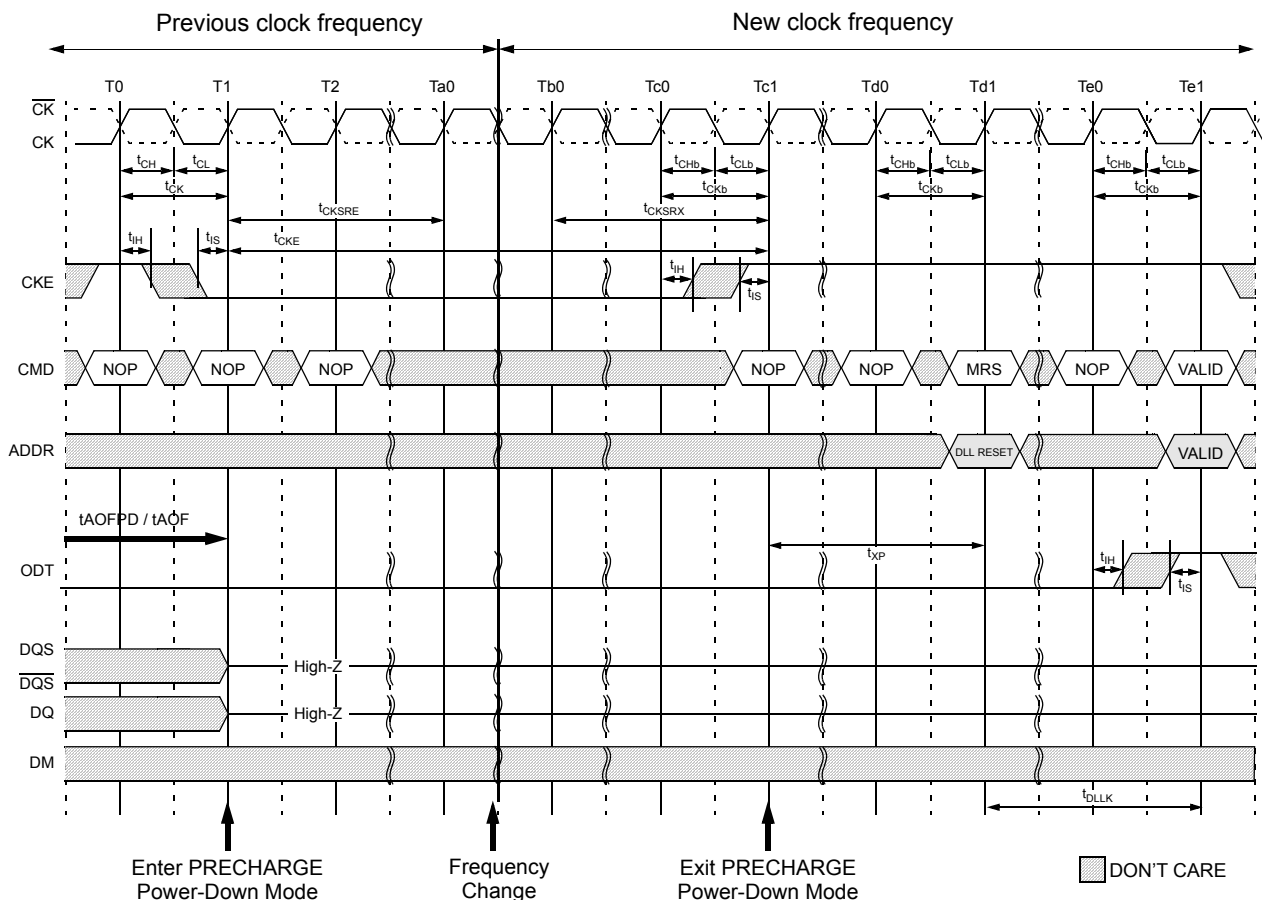 Previous clock frequency New clock frequency
T0 T1 T2 Ta0 Tb0 Tc0 Tc1 Td0 Td1 Te0 Te1
CK
CK
tCH tCL tCHb tCLb tCHb tCLb tCHb tCLb
tCK tCKb tCKb tCKb
tCKSRE tCKSRX
tIH tIS tCKE
tIH tIS
CKE
CMD NOP NOP NOP NOP NOP MRS NOP VALID
ADDR DLL RESET VALID
tAOFPD / tAOF
tXP
tIH tIS
ODT
DQS
High-Z
DQS
DQ High-Z
DM
tDLLK
Enter PRECHARGE
Power-Down Mode
Frequency
Change
Exit PRECHARGE
Power-Down Mode
DON'T CARE